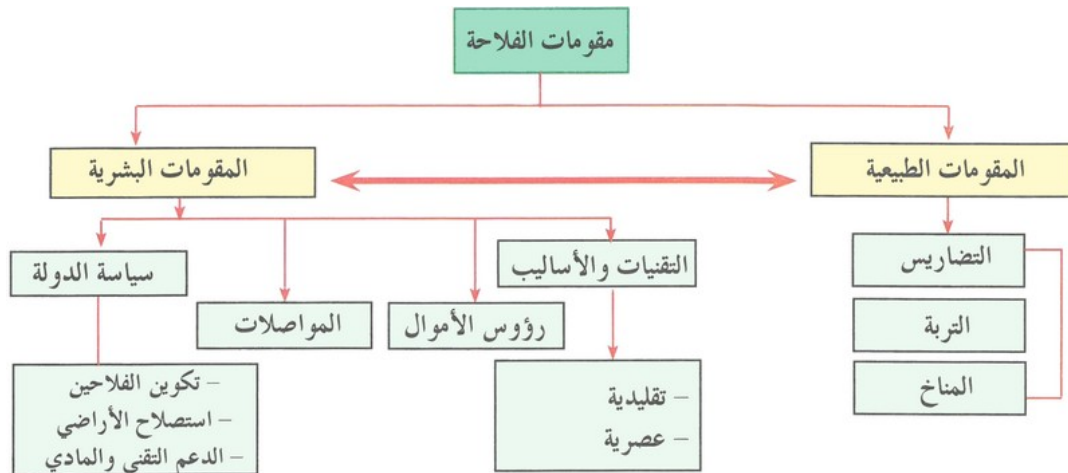 مقومات الفلاحة
المقومات الطبيعية
المقومات البشرية
التضاريس
التربة
المناخ
التقنيات والأساليب
رؤوس الأموال
المواصلات
سياسة الدولة
– تقليدية
– عصرية
– تكوين الفلاحين
– استصلاح الأراضي
– الدعم التقني والمادي